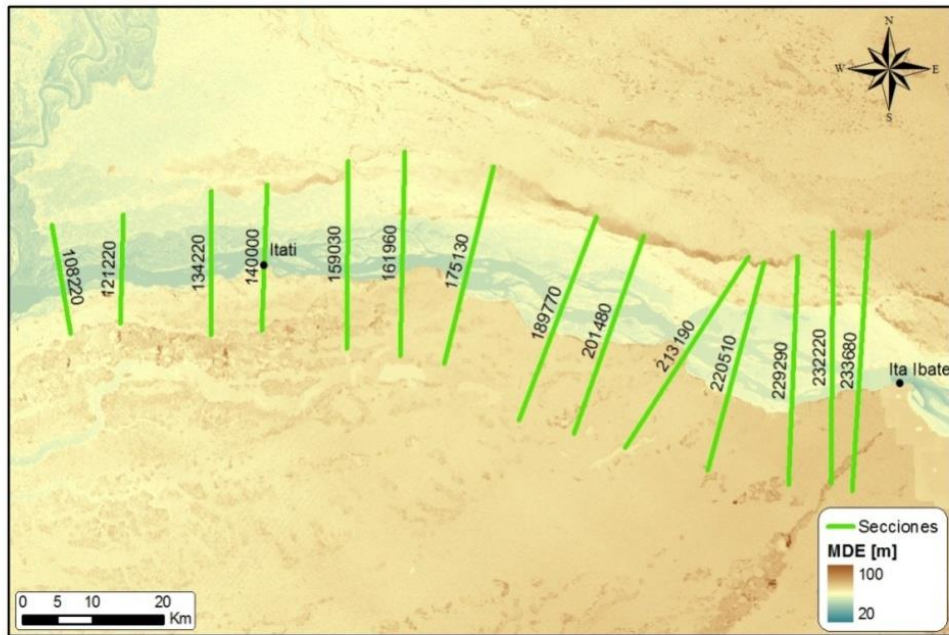 N
W E
S
108220
121220
134220
140000
Itati
159030
161960
175130
189770
201480
213190
220510
229290
232220
233680
Ita Ibate
Secciones
MDE [m]
100
20
0 5 10 20
Km